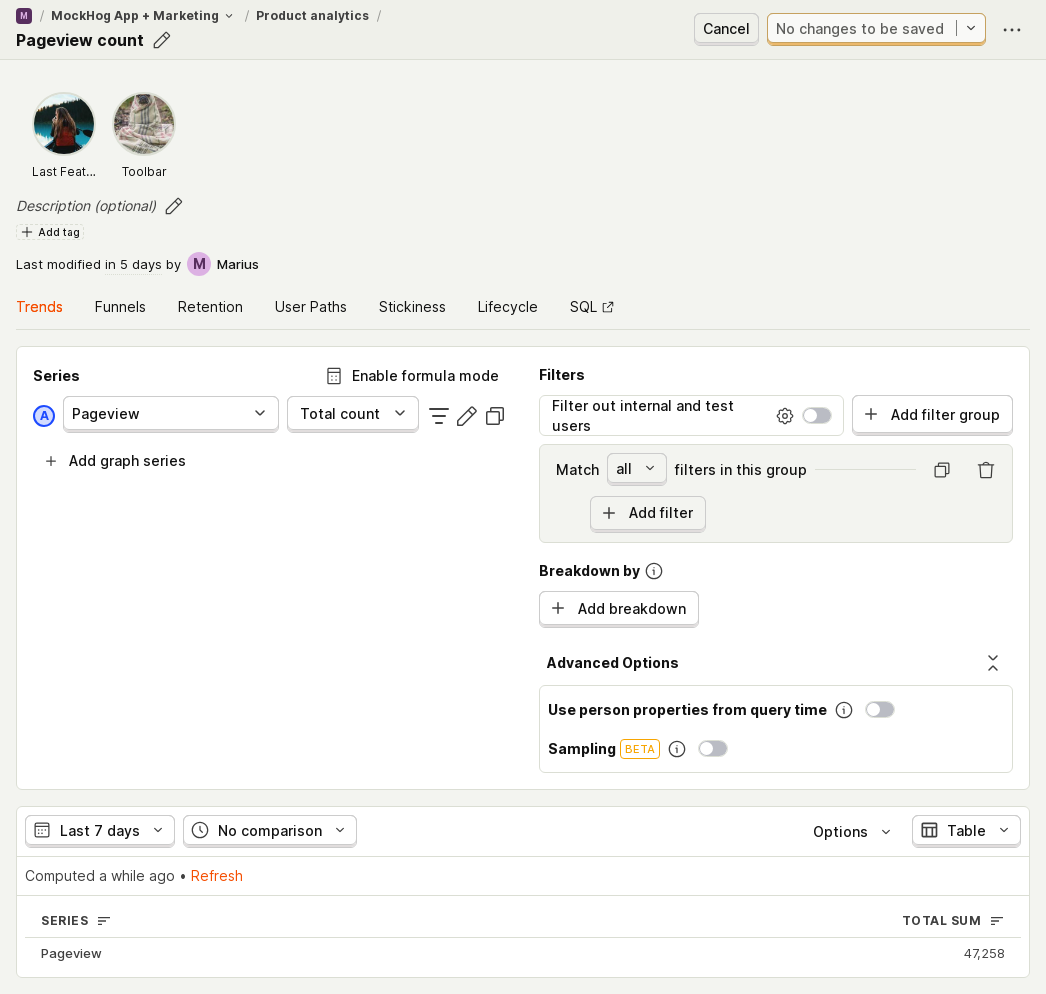 M / MockHog App + Marketing / Product analytics /
Pageview count
Cancel
No changes to be saved
Last Feat...
Toolbar
Description (optional)
Add tag
Last modified in 5 days by M Marius
Trends
Funnels
Retention
User Paths
Stickiness
Lifecycle
SQL
Series
Enable formula mode
A
Pageview
Total count
Add graph series
Filters
Filter out internal and test
users
Add filter group
Match all filters in this group
Add filter
Breakdown by
Add breakdown
Advanced Options
Use person properties from query time
Sampling BETA
Last 7 days
No comparison
Options
Table
Computed a while ago • Refresh
SERIES
TOTAL SUM
Pageview
47,258